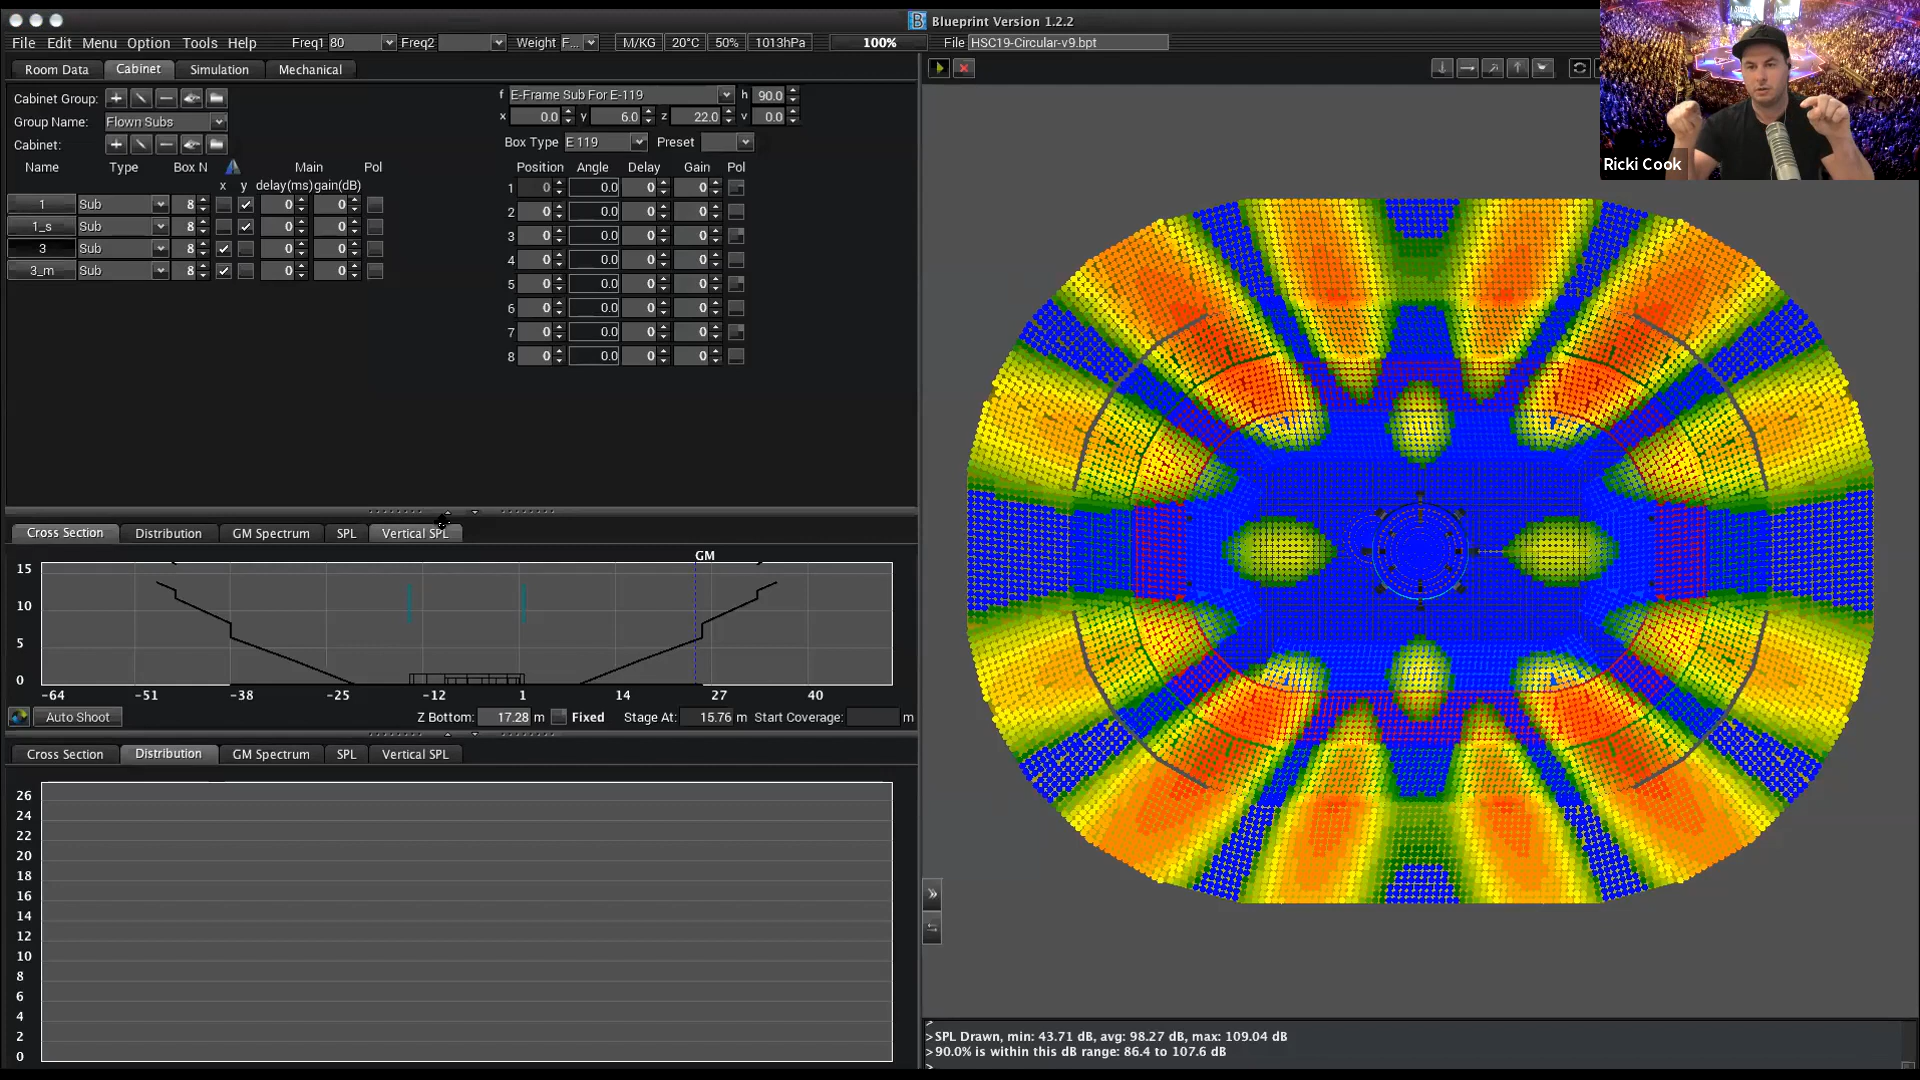 Blueprint Version 1.2.2
File Edit Menu Option Tools Help Freq1 80 Freq2 Weight F... M/KG 20°C 50% 1013hPa 100% File HSC19-Circular-v9.bpt
Room Data Cabinet Simulation Mechanical
Cabinet Group:
Group Name: Flown Subs
Cabinet:
Name Type Box N Main Pol
x y delay(ms) gain(dB)
1 Sub 8 0 0
1_s Sub 8 0 0
3 Sub 8 0 0
3_m Sub 8 0 0
f E-Frame Sub For E-119 h 90.0
x 0.0 y 6.0 z 22.0 v 0.0
Box Type E 119 Preset
Position Angle Delay Gain Pol
1 0 0.0 0 0
2 0 0.0 0 0
3 0 0.0 0 0
4 0 0.0 0 0
5 0 0.0 0 0
6 0 0.0 0 0
7 0 0.0 0 0
8 0 0.0 0 0
Ricki Cook
Cross Section Distribution GM Spectrum SPL Vertical SPL
GM
15
10
5
0
-64 -51 -38 -25 -12 1 14 27 40
Auto Shoot Z Bottom: 17.28 m Fixed Stage At: 15.76 m Start Coverage: m
Cross Section Distribution GM Spectrum SPL Vertical SPL
26
24
22
20
18
16
14
12
10
8
6
4
2
0
>
>SPL Drawn, min: 43.71 dB, avg: 98.27 dB, max: 109.04 dB
>90.0% is within this dB range: 86.4 to 107.6 dB
>